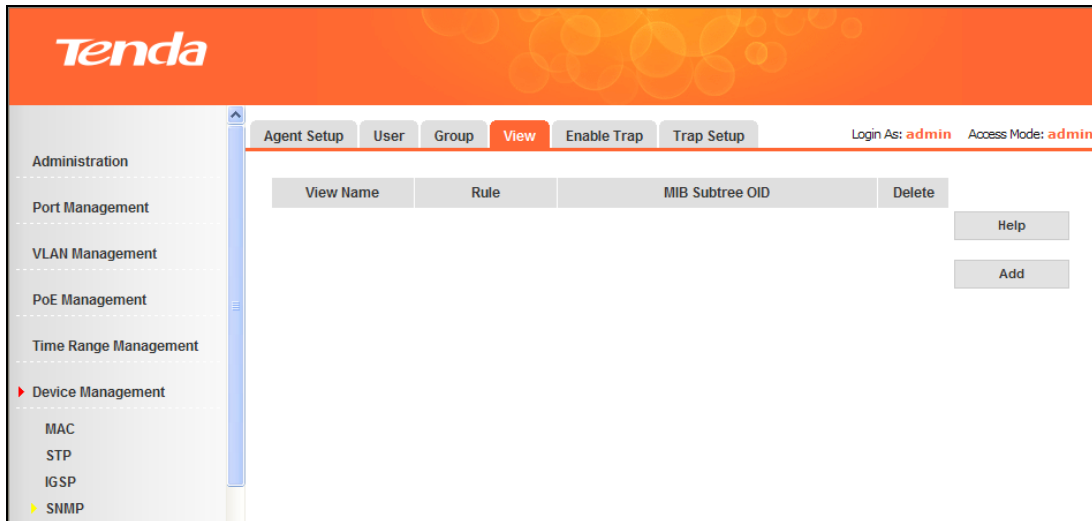 Tenda
Agent Setup User Group View Enable Trap Trap Setup Login As: admin Access Mode: admin
Administration
Port Management
VLAN Management
PoE Management
Time Range Management
Device Management
MAC
STP
IGSP
SNMP
View Name Rule MIB Subtree OID Delete
Help
Add